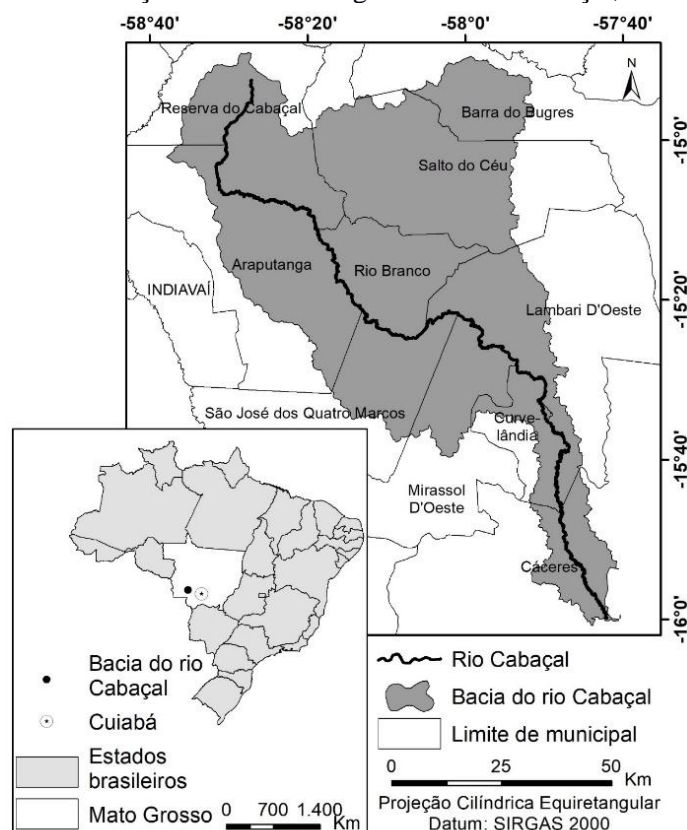 -58°40' -58°20' -58°0' -57°40'
N
Reserva do Cabaçal
Barra do Bugres
-15°0'
Salto do Céu
Araputanga
Rio Branco
INDIAVAÍ
-15°20'
Lambari D'Oeste
São José dos Quatro Marcos
Curve-
lândia
-15°40'
Mirassol
D'Oeste
Cáceres
-16°0'
Bacia do rio
Cabaçal
Cuiabá
Estados
brasileiros
Mato Grosso
0 700 1.400
Km
Rio Cabaçal
Bacia do rio Cabaçal
Limite de municipal
0 25 50
Km
Projeção Cilíndrica Equiretangular
Datum: SIRGAS 2000